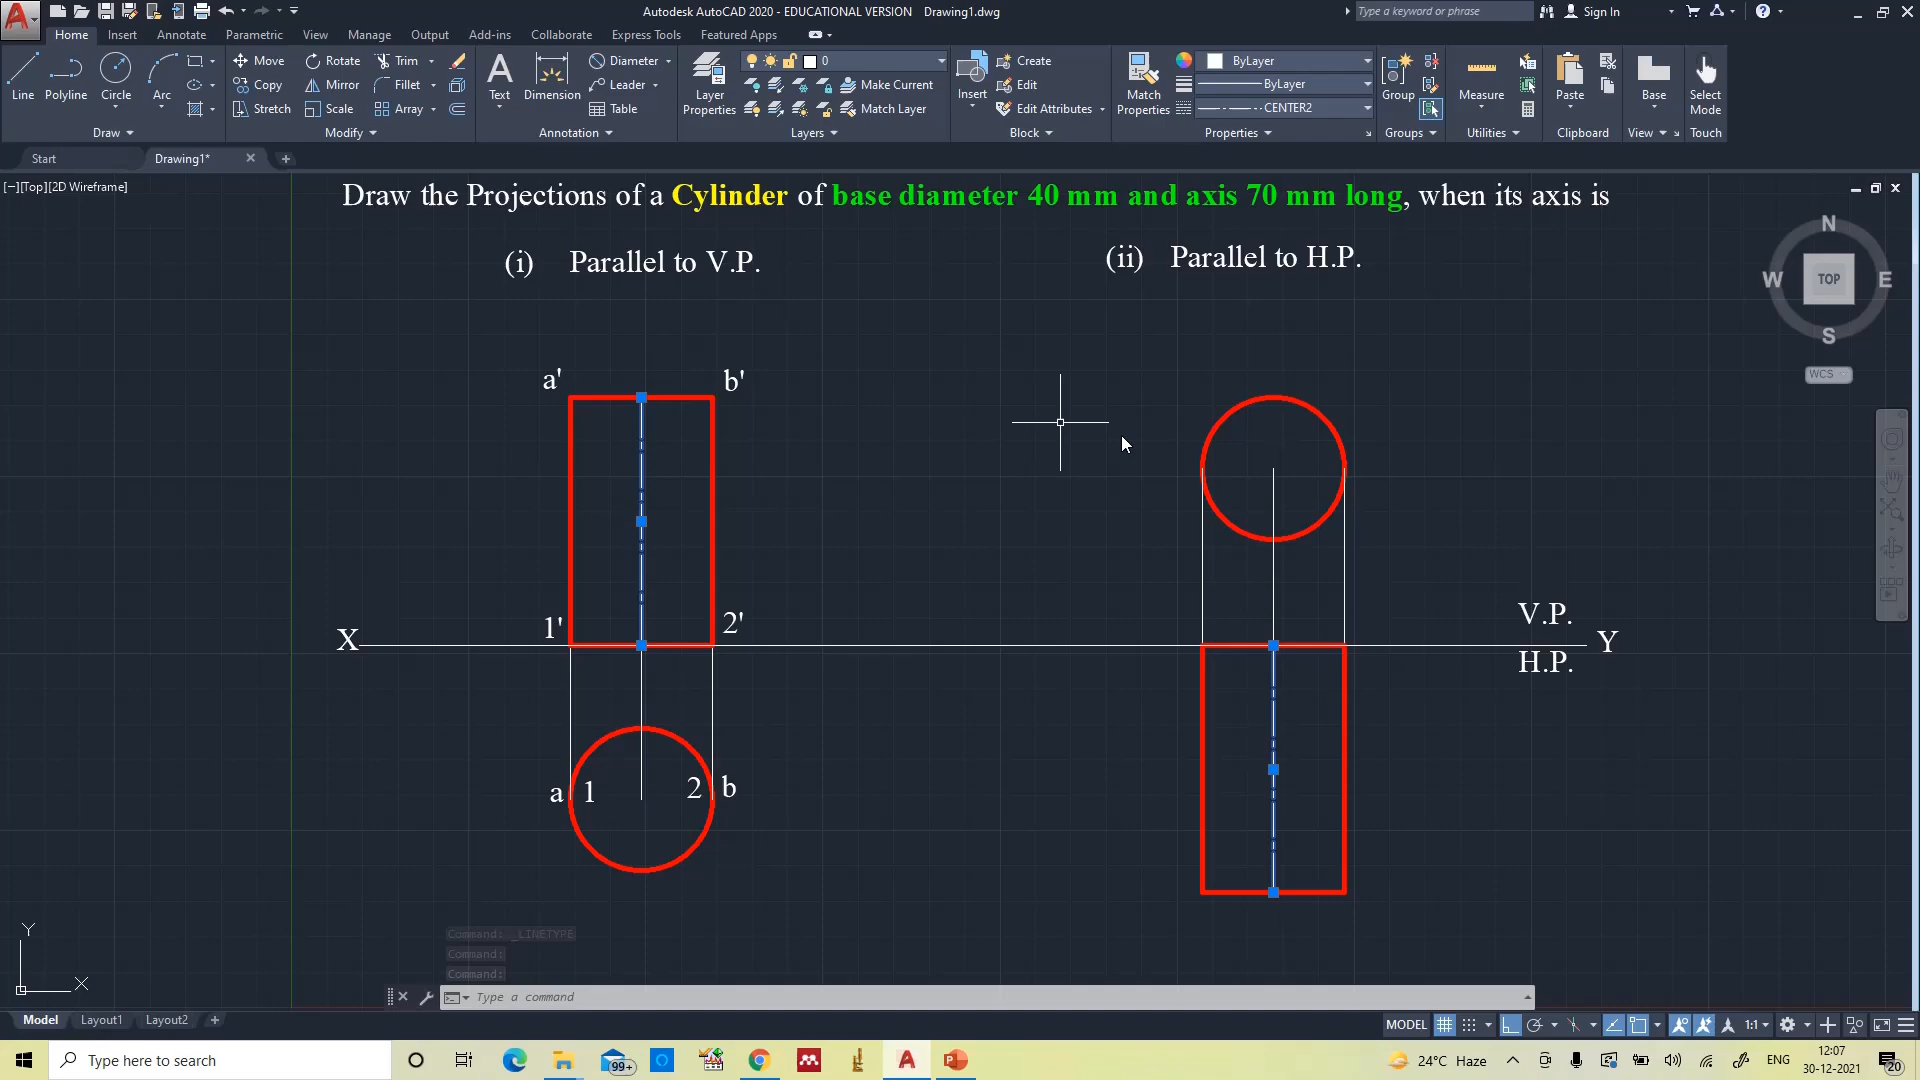 Autodesk AutoCAD 2020 - EDUCATIONAL VERSION Drawing1.dwg
Type a keyword or phrase
Sign In
Home Insert Annotate Parametric View Manage Output Add-ins Collaborate Express Tools Featured Apps
Line Polyline Circle Arc
Draw
Move Rotate Trim
Copy Mirror Fillet
Stretch Scale Array
Modify
Text Dimension
Diameter
Leader
Table
Annotation
Layer Properties
0
Make Current
Match Layer
Layers
Insert
Create
Edit
Edit Attributes
Block
Match Properties
ByLayer
ByLayer
CENTER2
Properties
Group
Groups
Measure
Utilities
Paste
Clipboard
Base
View
Select Mode
Touch
Start Drawing1*
[−][Top][2D Wireframe]
Draw the Projections of a Cylinder of base diameter 40 mm and axis 70 mm long, when its axis is
(i) Parallel to V.P. (ii) Parallel to H.P.
N
W TOP E
S
WCS
a' b'
1' 2'
X Y
V.P.
H.P.
a 1 2 b
Y
X
Command: _LINETYPE
Command:
Command:
Type a command
Model Layout1 Layout2
MODEL 1:1
Type here to search
99+
24°C Haze
ENG
12:07
30-12-2021
20